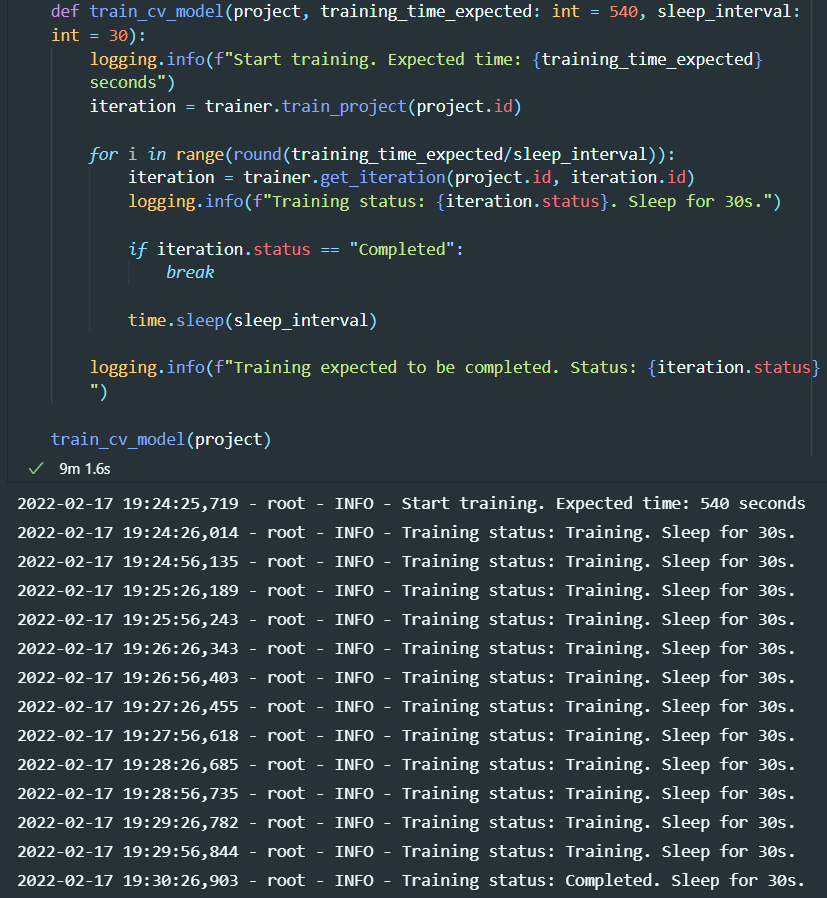 def train_cv_model(project, training_time_expected: int = 540, sleep_interval:
int = 30):
    logging.info(f"Start training. Expected time: {training_time_expected}
    seconds")
    iteration = trainer.train_project(project.id)

    for i in range(round(training_time_expected/sleep_interval)):
        iteration = trainer.get_iteration(project.id, iteration.id)
        logging.info(f"Training status: {iteration.status}. Sleep for 30s.")

        if iteration.status == "Completed":
            break

        time.sleep(sleep_interval)

    logging.info(f"Training expected to be completed. Status: {iteration.status}
    ")

train_cv_model(project)
✓ 9m 1.6s
2022-02-17 19:24:25,719 - root - INFO - Start training. Expected time: 540 seconds
2022-02-17 19:24:26,014 - root - INFO - Training status: Training. Sleep for 30s.
2022-02-17 19:24:56,135 - root - INFO - Training status: Training. Sleep for 30s.
2022-02-17 19:25:26,189 - root - INFO - Training status: Training. Sleep for 30s.
2022-02-17 19:25:56,243 - root - INFO - Training status: Training. Sleep for 30s.
2022-02-17 19:26:26,343 - root - INFO - Training status: Training. Sleep for 30s.
2022-02-17 19:26:56,403 - root - INFO - Training status: Training. Sleep for 30s.
2022-02-17 19:27:26,455 - root - INFO - Training status: Training. Sleep for 30s.
2022-02-17 19:27:56,618 - root - INFO - Training status: Training. Sleep for 30s.
2022-02-17 19:28:26,685 - root - INFO - Training status: Training. Sleep for 30s.
2022-02-17 19:28:56,735 - root - INFO - Training status: Training. Sleep for 30s.
2022-02-17 19:29:26,782 - root - INFO - Training status: Training. Sleep for 30s.
2022-02-17 19:29:56,844 - root - INFO - Training status: Training. Sleep for 30s.
2022-02-17 19:30:26,903 - root - INFO - Training status: Completed. Sleep for 30s.